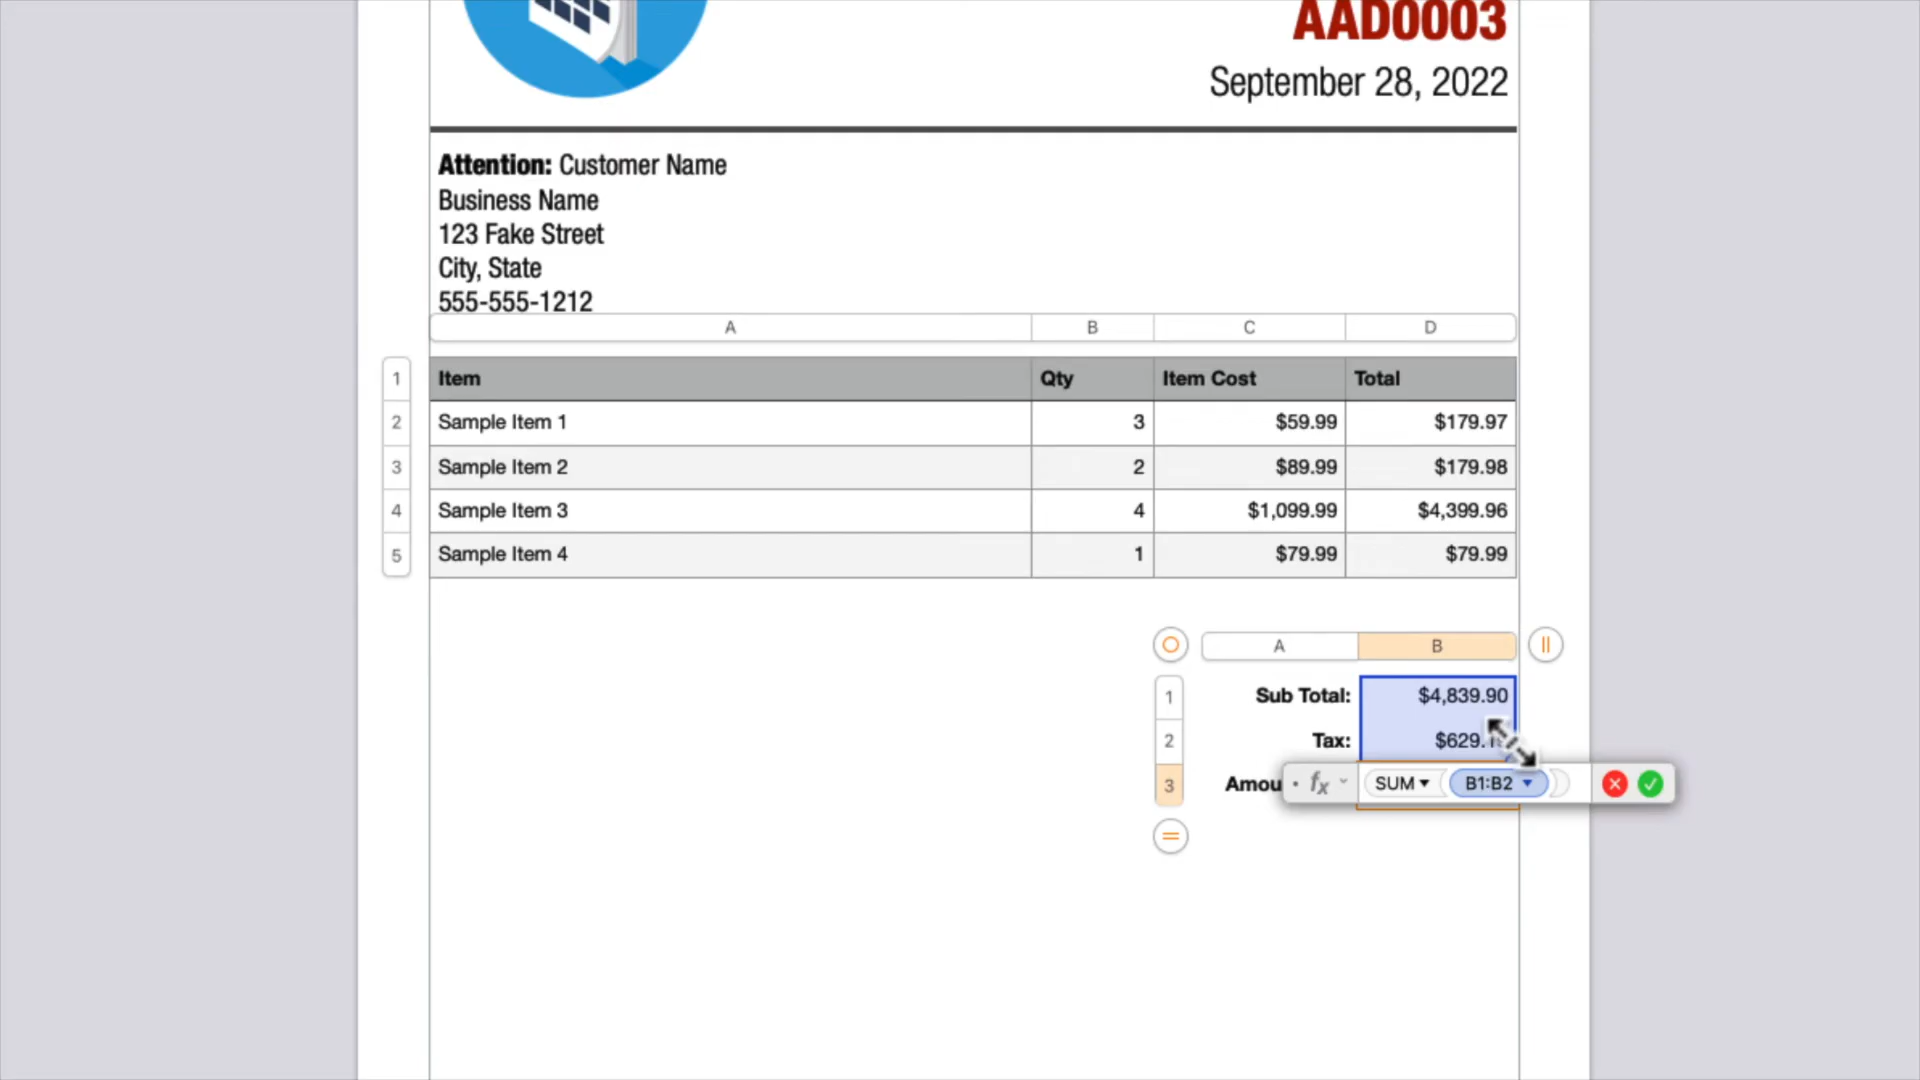 AAD0003
September 28, 2022
Attention: Customer Name
Business Name
123 Fake Street
City, State
555-555-1212
A B C D
1 Item Qty Item Cost Total
2 Sample Item 1 3 $59.99 $179.97
3 Sample Item 2 2 $89.99 $179.98
4 Sample Item 3 4 $1,099.99 $4,399.96
5 Sample Item 4 1 $79.99 $79.99
A B
1 Sub Total: $4,839.90
2 Tax: $629.
3 Amou fx SUM B1:B2